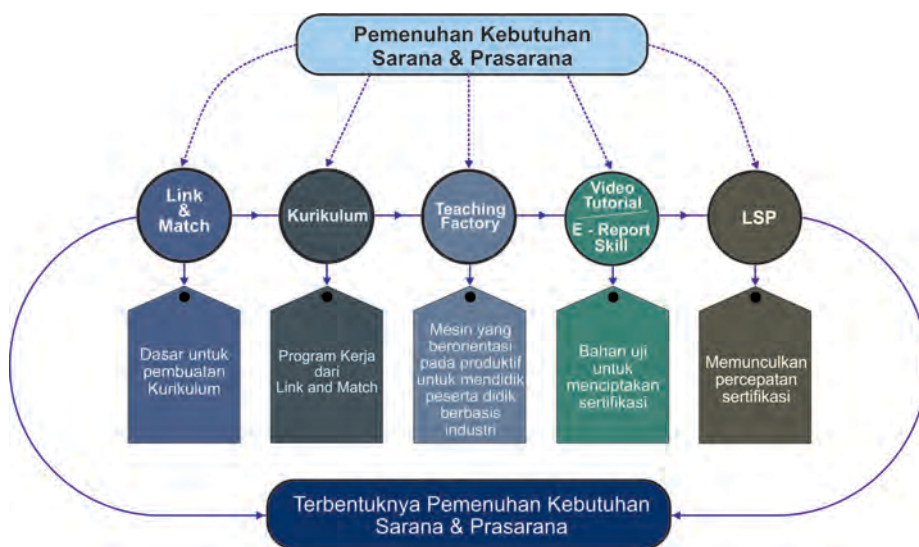 Pemenuhan Kebutuhan
Sarana & Prasarana
Link
&
Match
Kurikulum
Teaching
Factory
Video
Tutorial
E - Report
Skill
LSP
Dasar untuk
pembualan
Kurikulum
Program Kerja
dari
Link and Match
Mesin yang
berorientasi
pada produktif
untuk mendidik
peserta didik
berbasis
industri
Bahan uji
untuk
menciptakan
sertifikasi
Memunculkan
percepatan
sertifikasi
Terbentuknya Pemenuhan Kebutuhan
Sarana & Prasarana